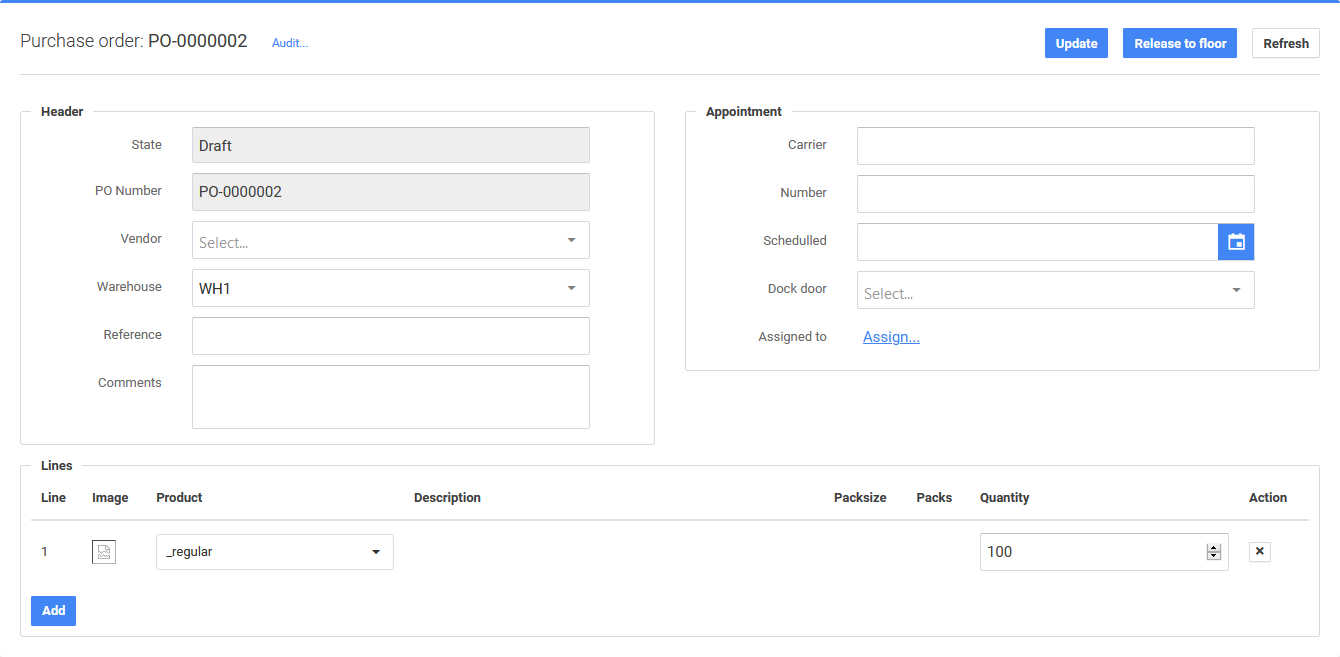 Purchase order: PO-0000002 Audit...
Update Release to floor Refresh
Header
State Draft
PO Number PO-0000002
Vendor Select...
Warehouse WH1
Reference
Comments
Appointment
Carrier
Number
Schedulled
Dock door Select...
Assigned to Assign...
Lines
Line Image Product Description Packsize Packs Quantity Action
1 _regular 100
Add